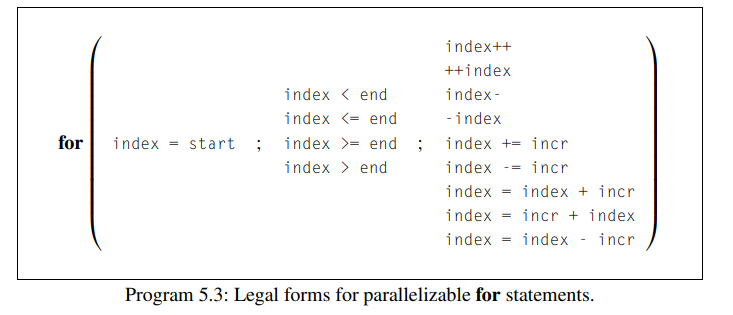 index++
++index
index < end
index-
index <= end
-index
for index = start ; index >= end ; index += incr
index > end
index -= incr
index = index + incr
index = incr + index
index = index - incr
Program 5.3: Legal forms for parallelizable for statements.